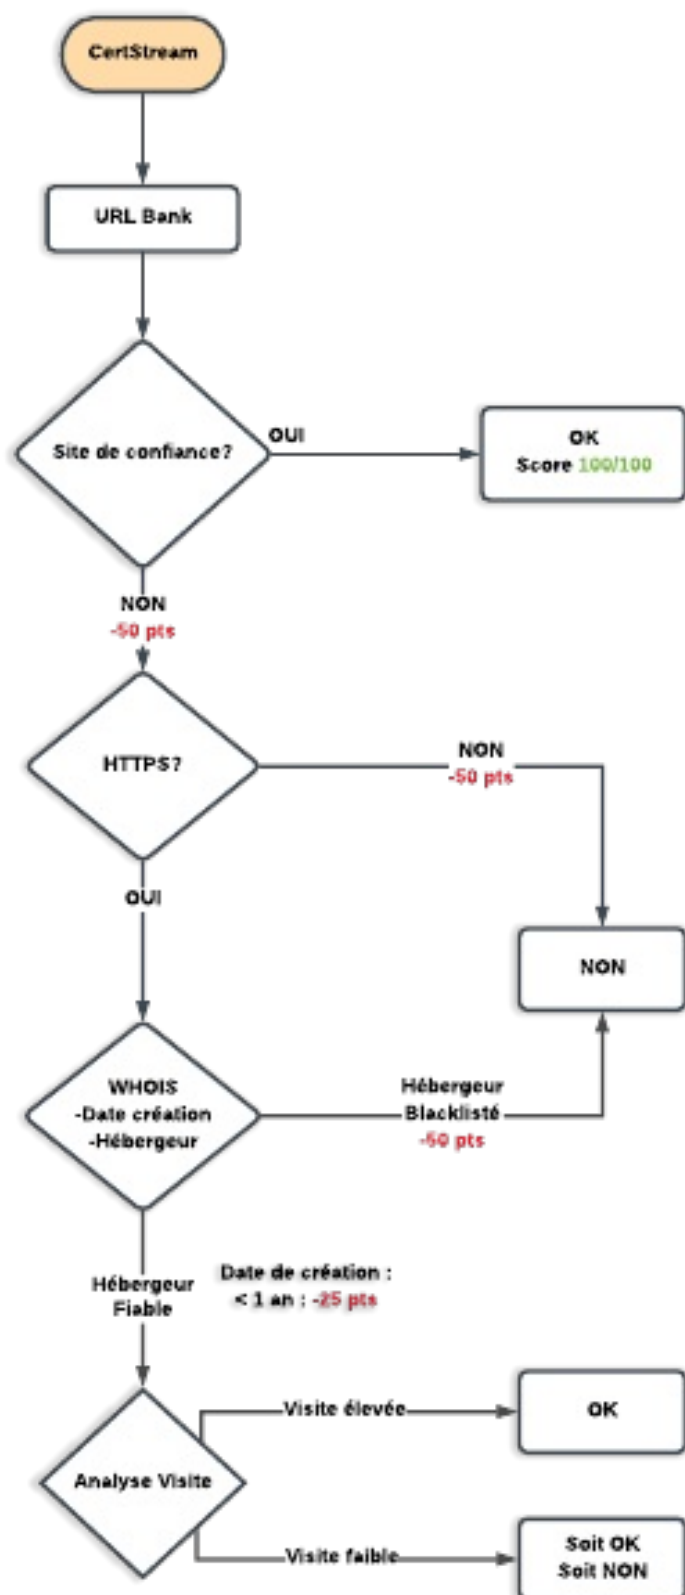 CertStream
URL Bank
Site de confiance?
OUI
OK
Score 100/100
NON
-50 pts
HTTPS?
NON
-50 pts
OUI
NON
WHOIS
-Date création
-Hébergeur
Hébergeur
Blacklisté
-50 pts
Hébergeur
Fiable
Date de création :
< 1 an : -25 pts
Analyse Visite
Visite élevée
OK
Visite faible
Soit OK
Soit NON